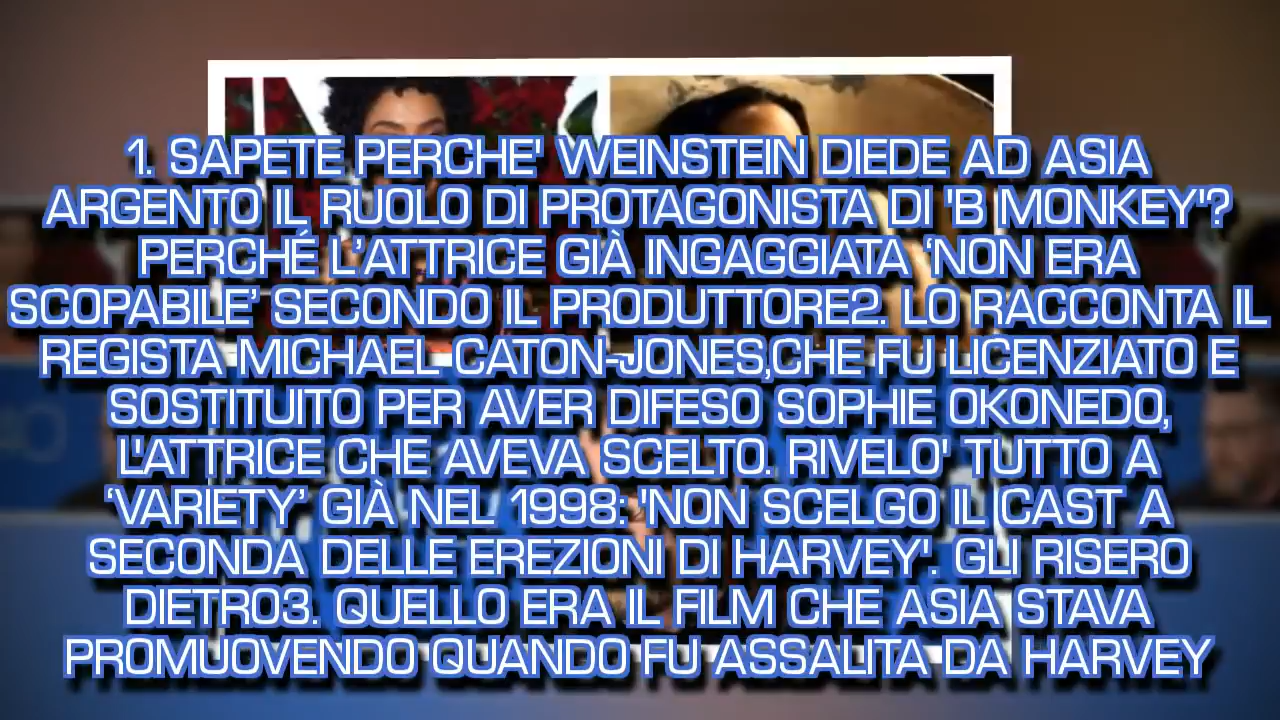 1. SAPETE PERCHE' WEINSTEIN DIEDE AD ASIA
ARGENTO IL RUOLO DI PROTAGONISTA DI 'B MONKEY'?
PERCHÉ L’ATTRICE GIÀ INGAGGIATA ‘NON ERA
SCOPABILE’ SECONDO IL PRODUTTORE2. LO RACCONTA IL
REGISTA MICHAEL CATON-JONES,CHE FU LICENZIATO E
SOSTITUITO PER AVER DIFESO SOPHIE OKONEDO,
L'ATTRICE CHE AVEVA SCELTO. RIVELO' TUTTO A
‘VARIETY’ GIÀ NEL 1998: 'NON SCELGO IL CAST A
SECONDA DELLE EREZIONI DI HARVEY'. GLI RISERO
DIETRO3. QUELLO ERA IL FILM CHE ASIA STAVA
PROMUOVENDO QUANDO FU ASSALITA DA HARVEY